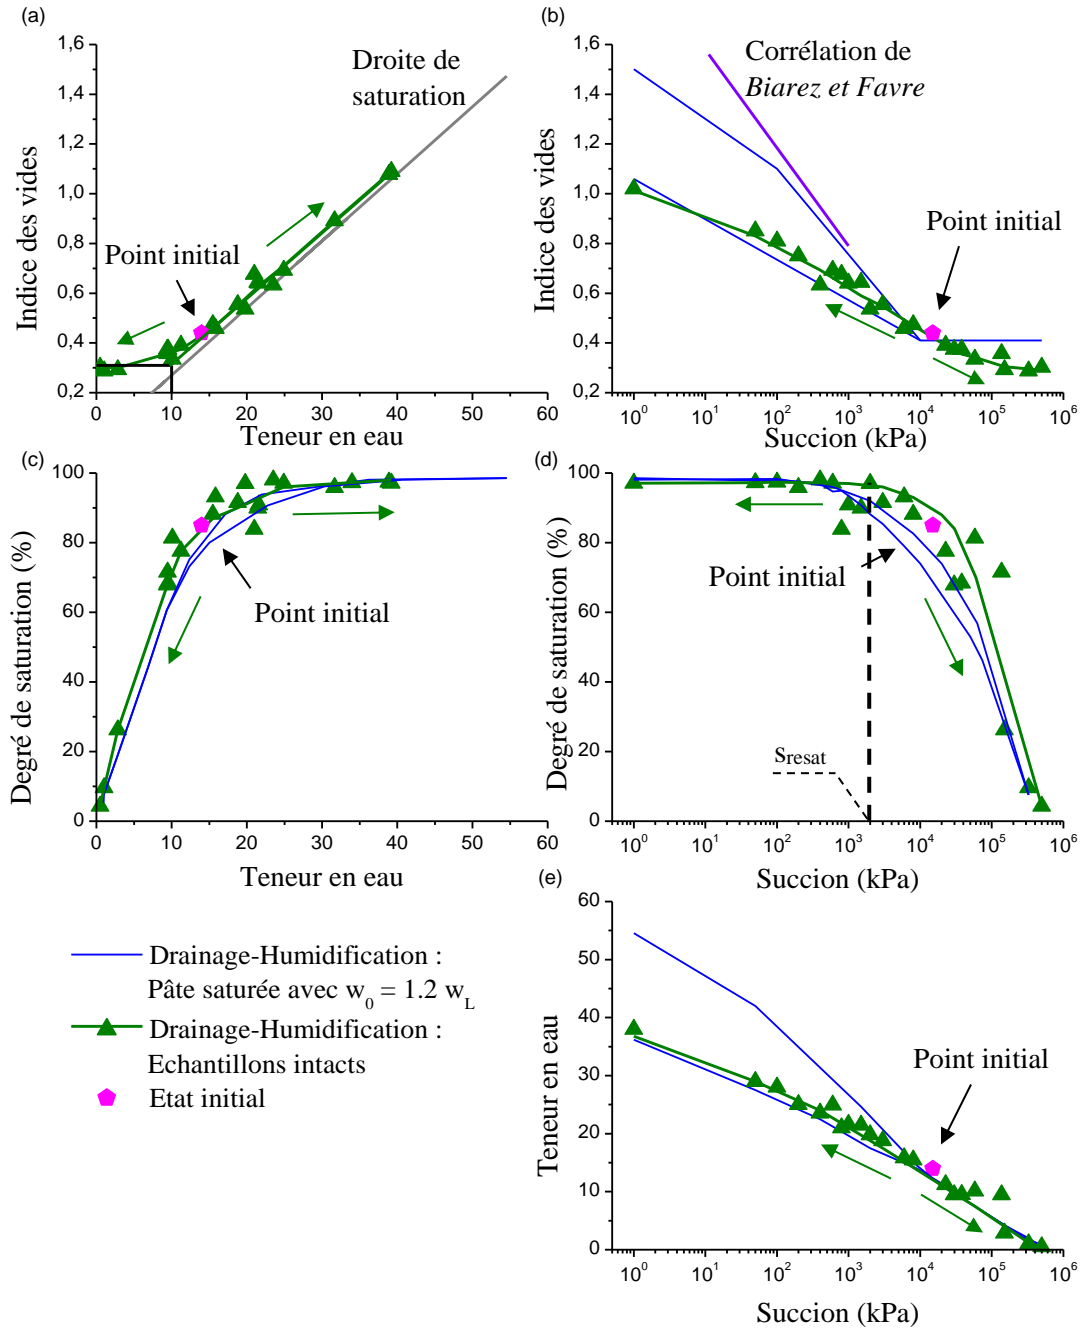 (a)
1,6
1,4
1,2
1,0
0,8
0,6
0,4
0,2
Indice des vides
Droite de
saturation
Point initial
0 10 20 30 40 50 60
Teneur en eau
(b)
1,6
1,4
1,2
1,0
0,8
0,6
0,4
0,2
Indice des vides
Corrélation de
Biarez et Favre
Point initial
10^0 10^1 10^2 10^3 10^4 10^5 10^6
Succion (kPa)
(c)
100
80
60
40
20
0
Degré de saturation (%)
Point initial
0 10 20 30 40 50 60
Teneur en eau
(d)
100
80
60
40
20
0
Degré de saturation (%)
Point initial
Sresat
10^0 10^1 10^2 10^3 10^4 10^5 10^6
Succion (kPa)
(e)
60
50
40
30
20
10
0
Teneur en eau
Point initial
10^0 10^1 10^2 10^3 10^4 10^5 10^6
Succion (kPa)
Drainage-Humidification :
Pâte saturée avec w_0 = 1.2 w_L
Drainage-Humidification :
Echantillons intacts
Etat initial